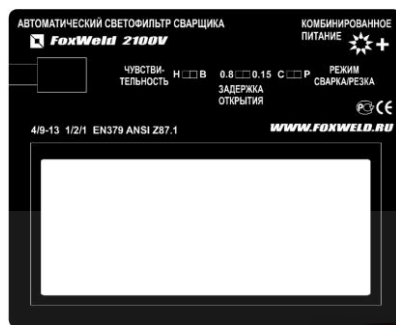 АВТОМАТИЧЕСКИЙ СВЕТОФИЛЬТР СВАРЩИКА
КОМБИНИРОВАННОЕ
ПИТАНИЕ
FoxWeld 2100V
ЧУВСТВИ-
ТЕЛЬНОСТЬ
Н В
0.8 0.15
ЗАДЕРЖКА
ОТКРЫТИЯ
С Р
РЕЖИМ
СВАРКА/РЕЗКА
РС CE
4/9-13 1/2/1 EN379 ANSI Z87.1
WWW.FOXWELD.RU